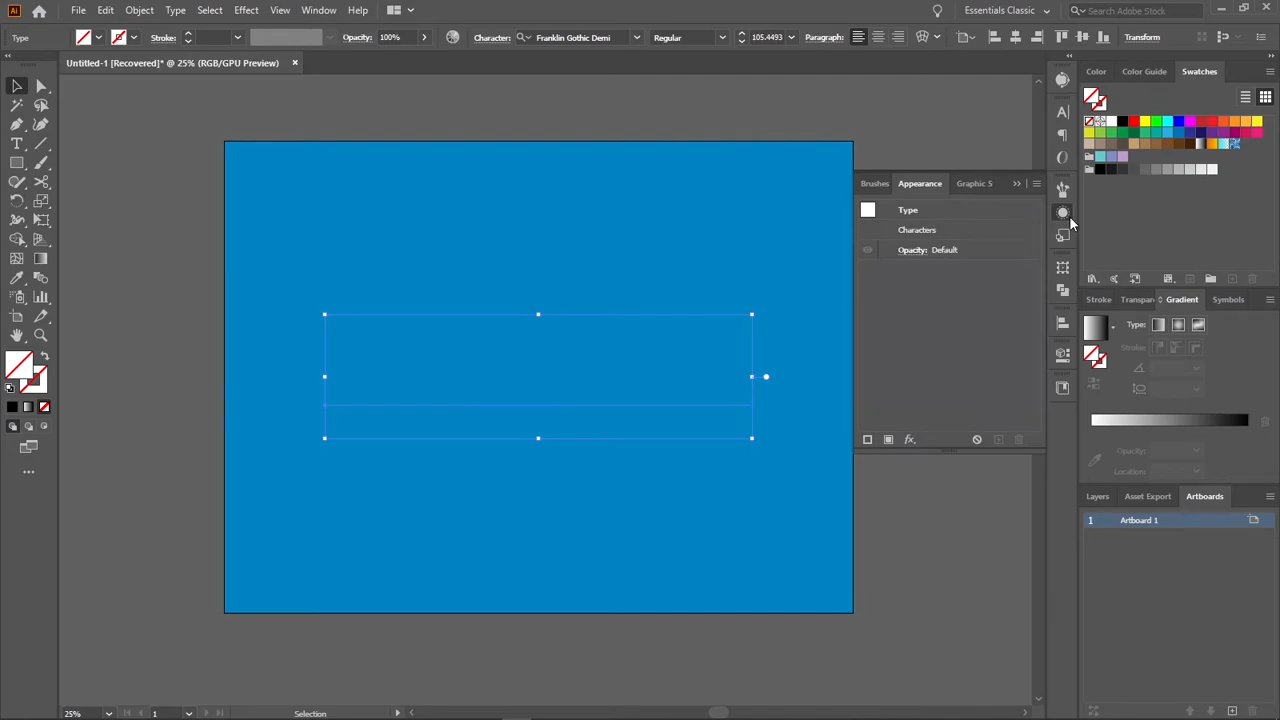 Ai File Edit Object Type Select Effect View Window Help Essentials Classic Search Adobe Stock
Type Stroke: Opacity: 100% Character: Franklin Gothic Demi Regular 105.4493 Paragraph: Transform
Untitled-1 [Recovered]* @ 25% (RGB/GPU Preview)
Color Color Guide Swatches
Brushes Appearance Graphic S
Type
Characters
Opacity: Default
Stroke Transpare Gradient Symbols
Type:
Stroke:
Opacity:
Location:
Layers Asset Export Artboards
1 Artboard 1
25% 1 Selection